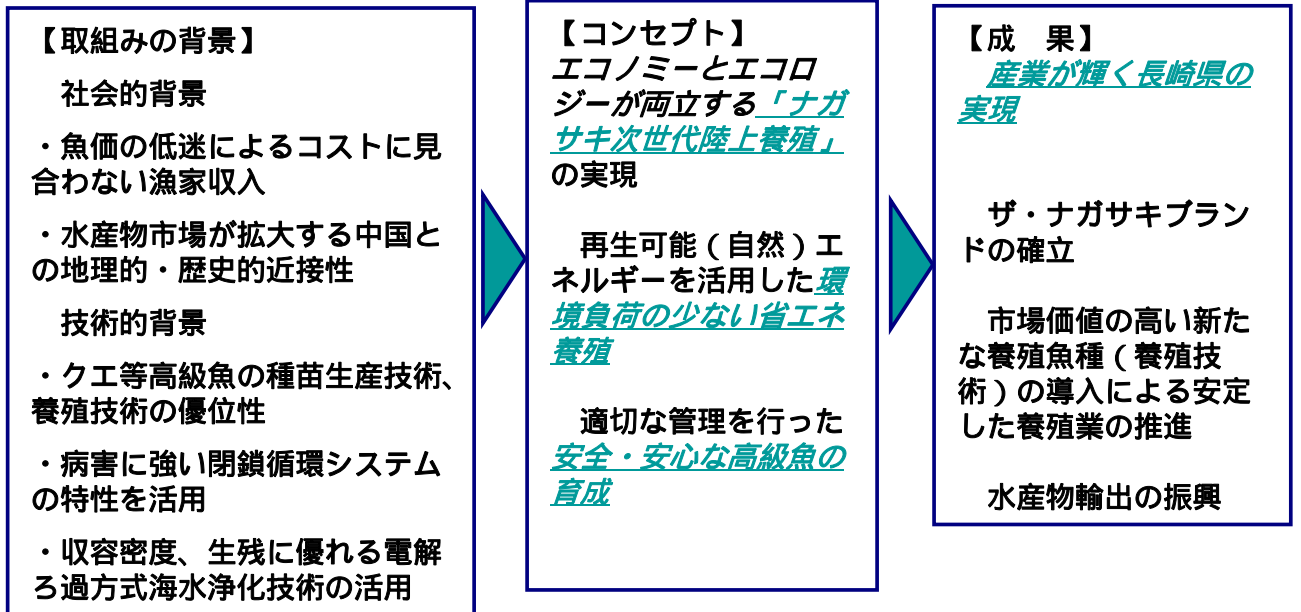 【取組みの背景】
社会的背景
・魚価の低迷によるコストに見
合わない漁家収入
・水産物市場が拡大する中国と
の地理的・歴史的近接性
技術的背景
・クエ等高級魚の種苗生産技術、
養殖技術の優位性
・病害に強い閉鎖循環システム
の特性を活用
・収容密度、生残に優れる電解
ろ過方式海水浄化技術の活用
【コンセプト】
エコノミーとエコロ
ジーが両立する「ナガ
サキ次世代陸上養殖」
の実現
再生可能（自然）エ
ネルギーを活用した環
境負荷の少ない省エネ
養殖
適切な管理を行った
安全・安心な高級魚の
育成
【成　果】
産業が輝く長崎県の
実現
ザ・ナガサキブラン
ドの確立
市場価値の高い新た
な養殖魚種（養殖技
術）の導入による安定
した養殖業の推進
水産物輸出の振興